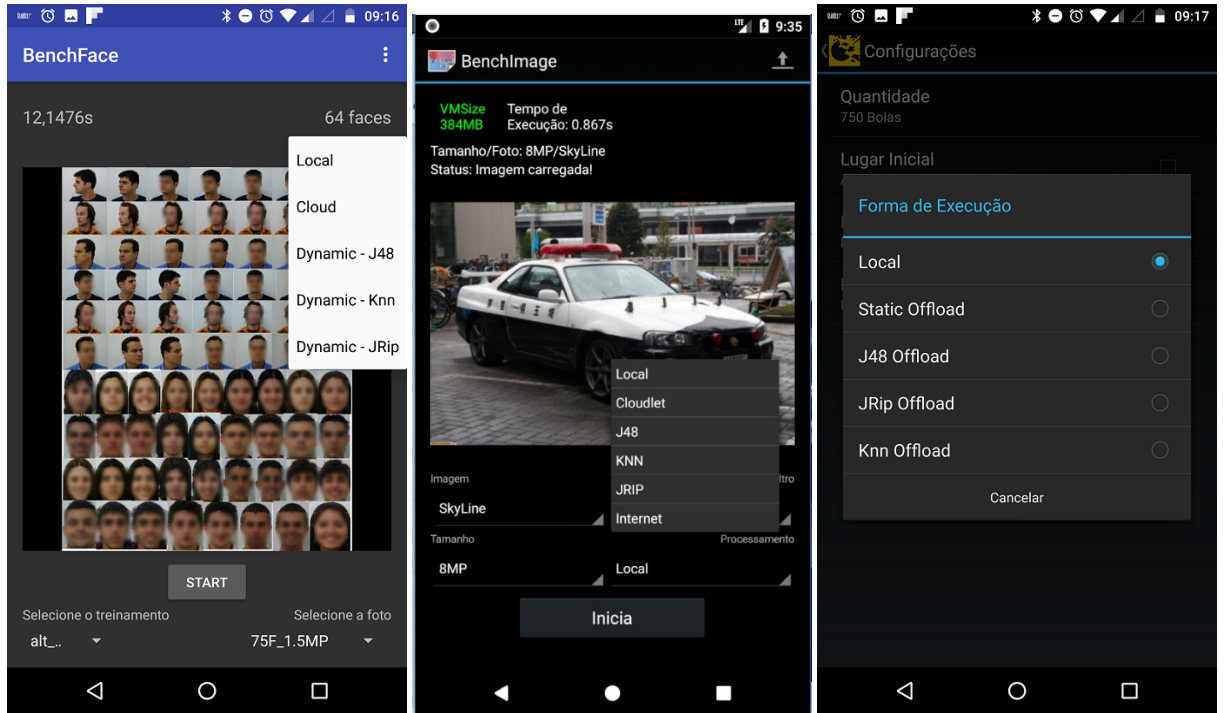 09:16
BenchFace
12,1476s
64 faces
Local
Cloud
Dynamic - J48
Dynamic - Knn
Dynamic - JRip
START
Selecione o treinamento
Selecione a foto
alt_..
75F_1.5MP
LTE
9:35
BenchImage
VMSize
384MB
Tempo de
Execução: 0.867s
Tamanho/Foto: 8MP/SkyLine
Status: Imagem carregada!
Local
Cloudlet
J48
KNN
JRIP
Internet
Imagem
ltro
SkyLine
Tamanho
Processamento
8MP
Local
Inicia
09:17
Configurações
Quantidade
750 Bolas
Lugar Inicial
Forma de Execução
Local
Static Offload
J48 Offload
JRip Offload
Knn Offload
Cancelar